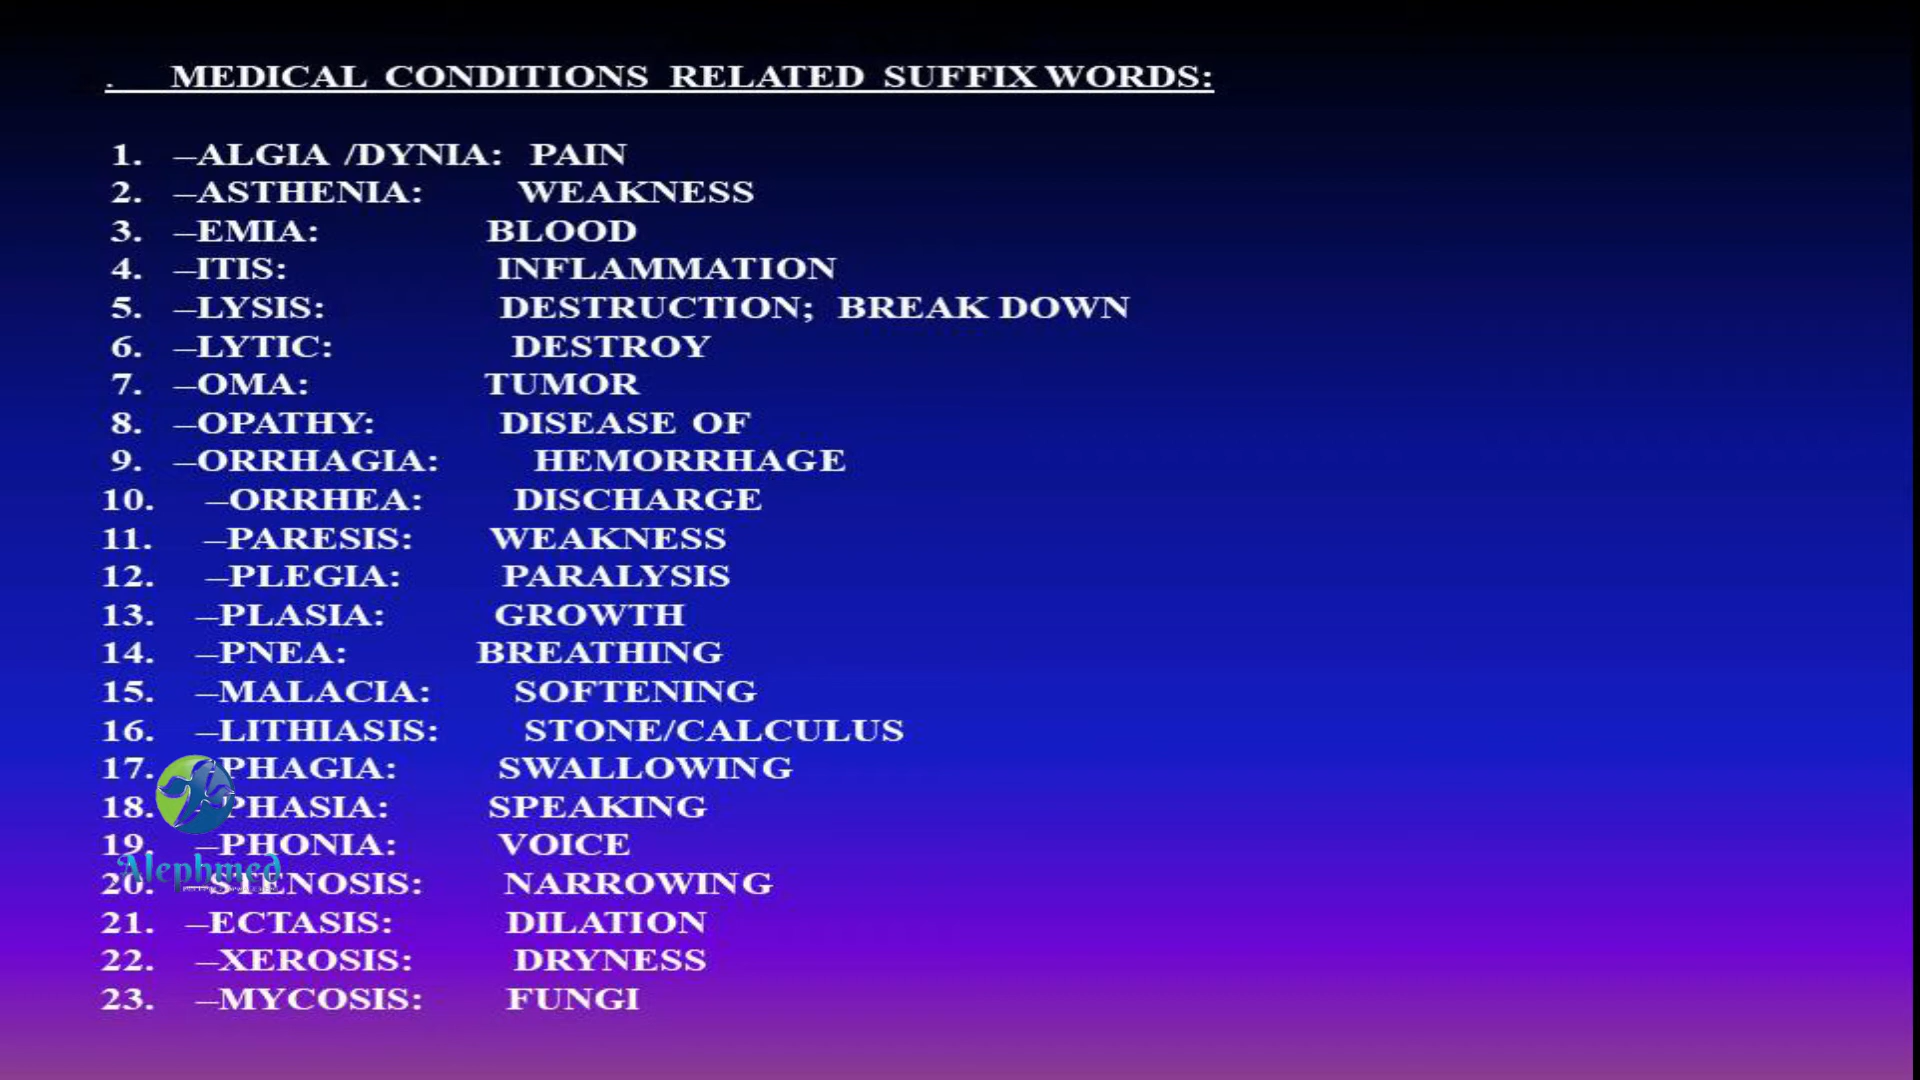 . MEDICAL CONDITIONS RELATED SUFFIX WORDS:
1. –ALGIA /DYNIA: PAIN
2. –ASTHENIA: WEAKNESS
3. –EMIA: BLOOD
4. –ITIS: INFLAMMATION
5. –LYSIS: DESTRUCTION; BREAK DOWN
6. –LYTIC: DESTROY
7. –OMA: TUMOR
8. –OPATHY: DISEASE OF
9. –ORRHAGIA: HEMORRHAGE
10. –ORRHEA: DISCHARGE
11. –PARESIS: WEAKNESS
12. –PLEGIA: PARALYSIS
13. –PLASIA: GROWTH
14. –PNEA: BREATHING
15. –MALACIA: SOFTENING
16. –LITHIASIS: STONE/CALCULUS
17. PHAGIA: SWALLOWING
18. PHASIA: SPEAKING
19. –PHONIA: VOICE
Alephmed
20. STENOSIS: NARROWING
21. –ECTASIS: DILATION
22. –XEROSIS: DRYNESS
23. –MYCOSIS: FUNGI